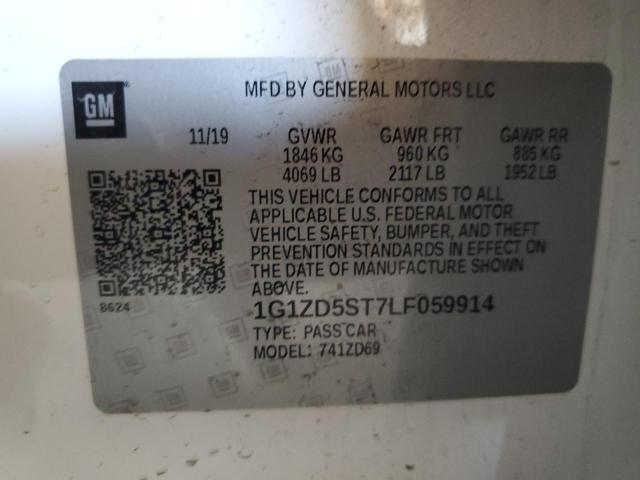 GM
MFD BY GENERAL MOTORS LLC
11/19 GVWR GAWR FRT GAWR RR
1846 KG 960 KG 885 KG
4069 LB 2117 LB 1952 LB
THIS VEHICLE CONFORMS TO ALL
APPLICABLE U.S. FEDERAL MOTOR
VEHICLE SAFETY, BUMPER, AND THEFT
PREVENTION STANDARDS IN EFFECT ON
THE DATE OF MANUFACTURE SHOWN
ABOVE.
8624
1G1ZD5ST7LF059914
TYPE: PASS CAR
MODEL: 741ZD69